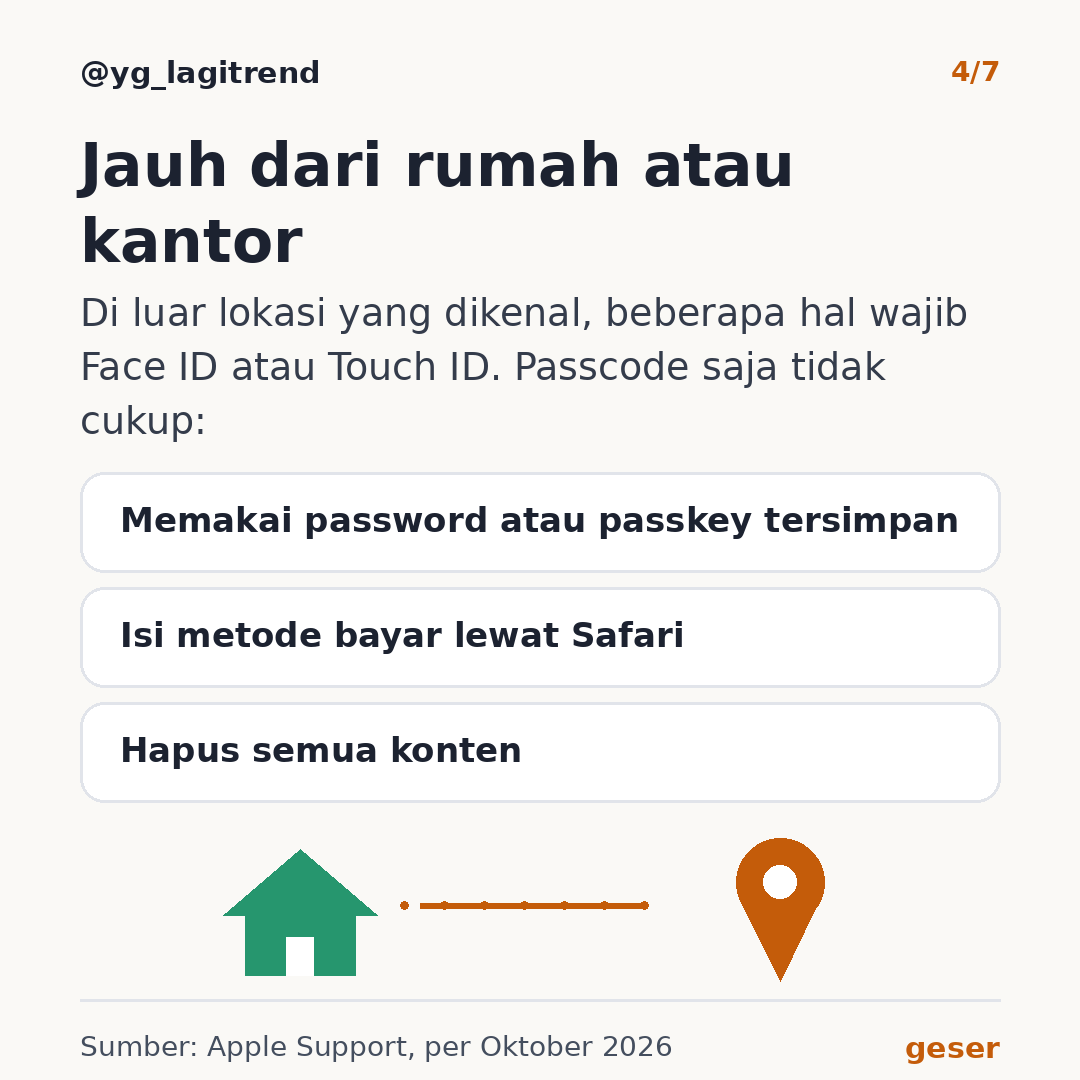 @yg_lagitrend
4/7
Jauh dari rumah atau
kantor
Di luar lokasi yang dikenal, beberapa hal wajib
Face ID atau Touch ID. Passcode saja tidak
cukup:
Memakai password atau passkey tersimpan
Isi metode bayar lewat Safari
Hapus semua konten
Sumber: Apple Support, per Oktober 2026
geser